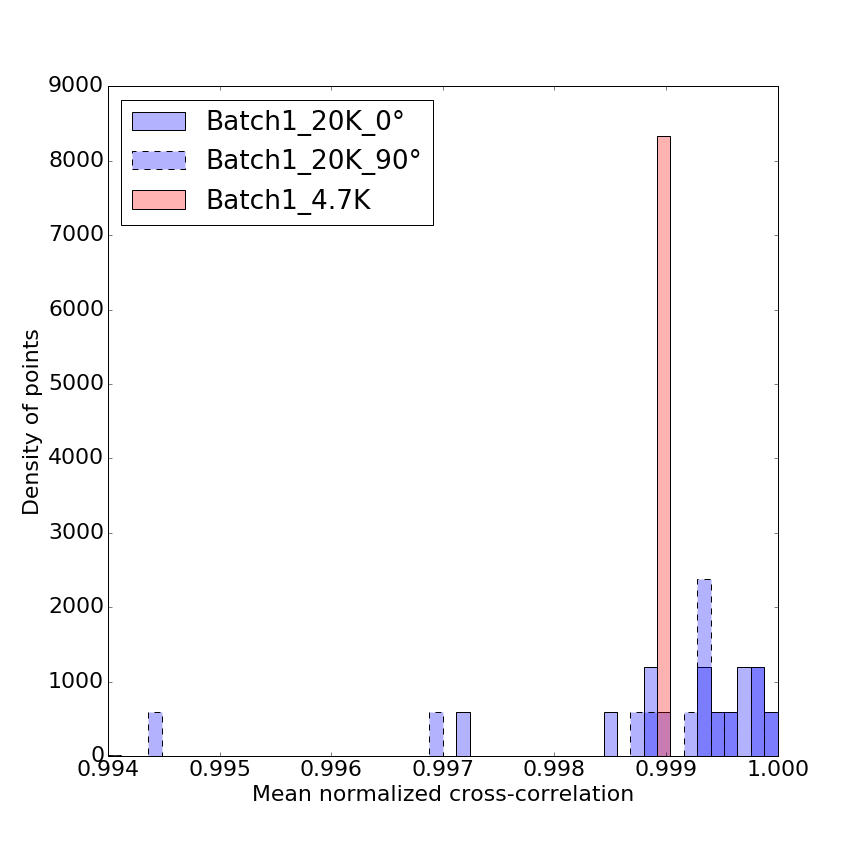 9000
8000
7000
6000
5000
4000
3000
2000
1000
0
Density of points
Batch1_20K_0°
Batch1_20K_90°
Batch1_4.7K
0.994 0.995 0.996 0.997 0.998 0.999 1.000
Mean normalized cross-correlation